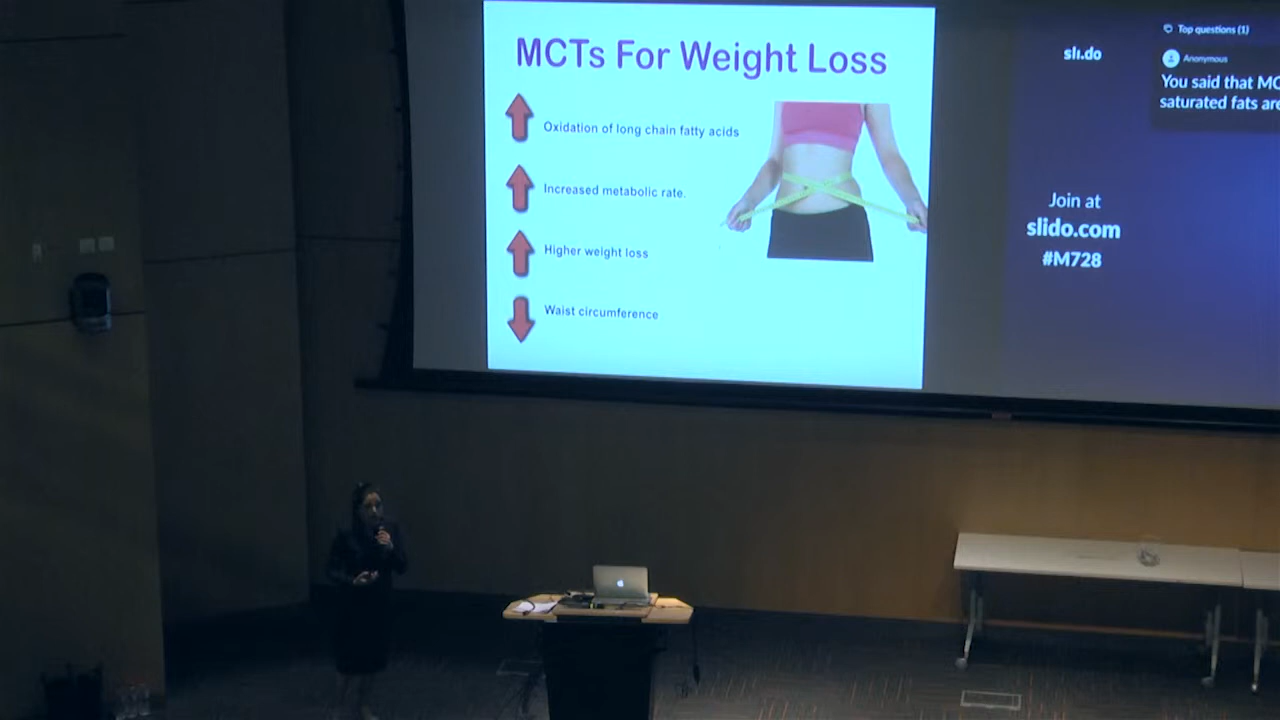 MCTs For Weight Loss
Oxidation of long chain fatty acids
Increased metabolic rate.
Higher weight loss
Waist circumference
sli.do
Join at
slido.com
#M728
Top questions (1)
Anonymous
You said that MC
saturated fats are